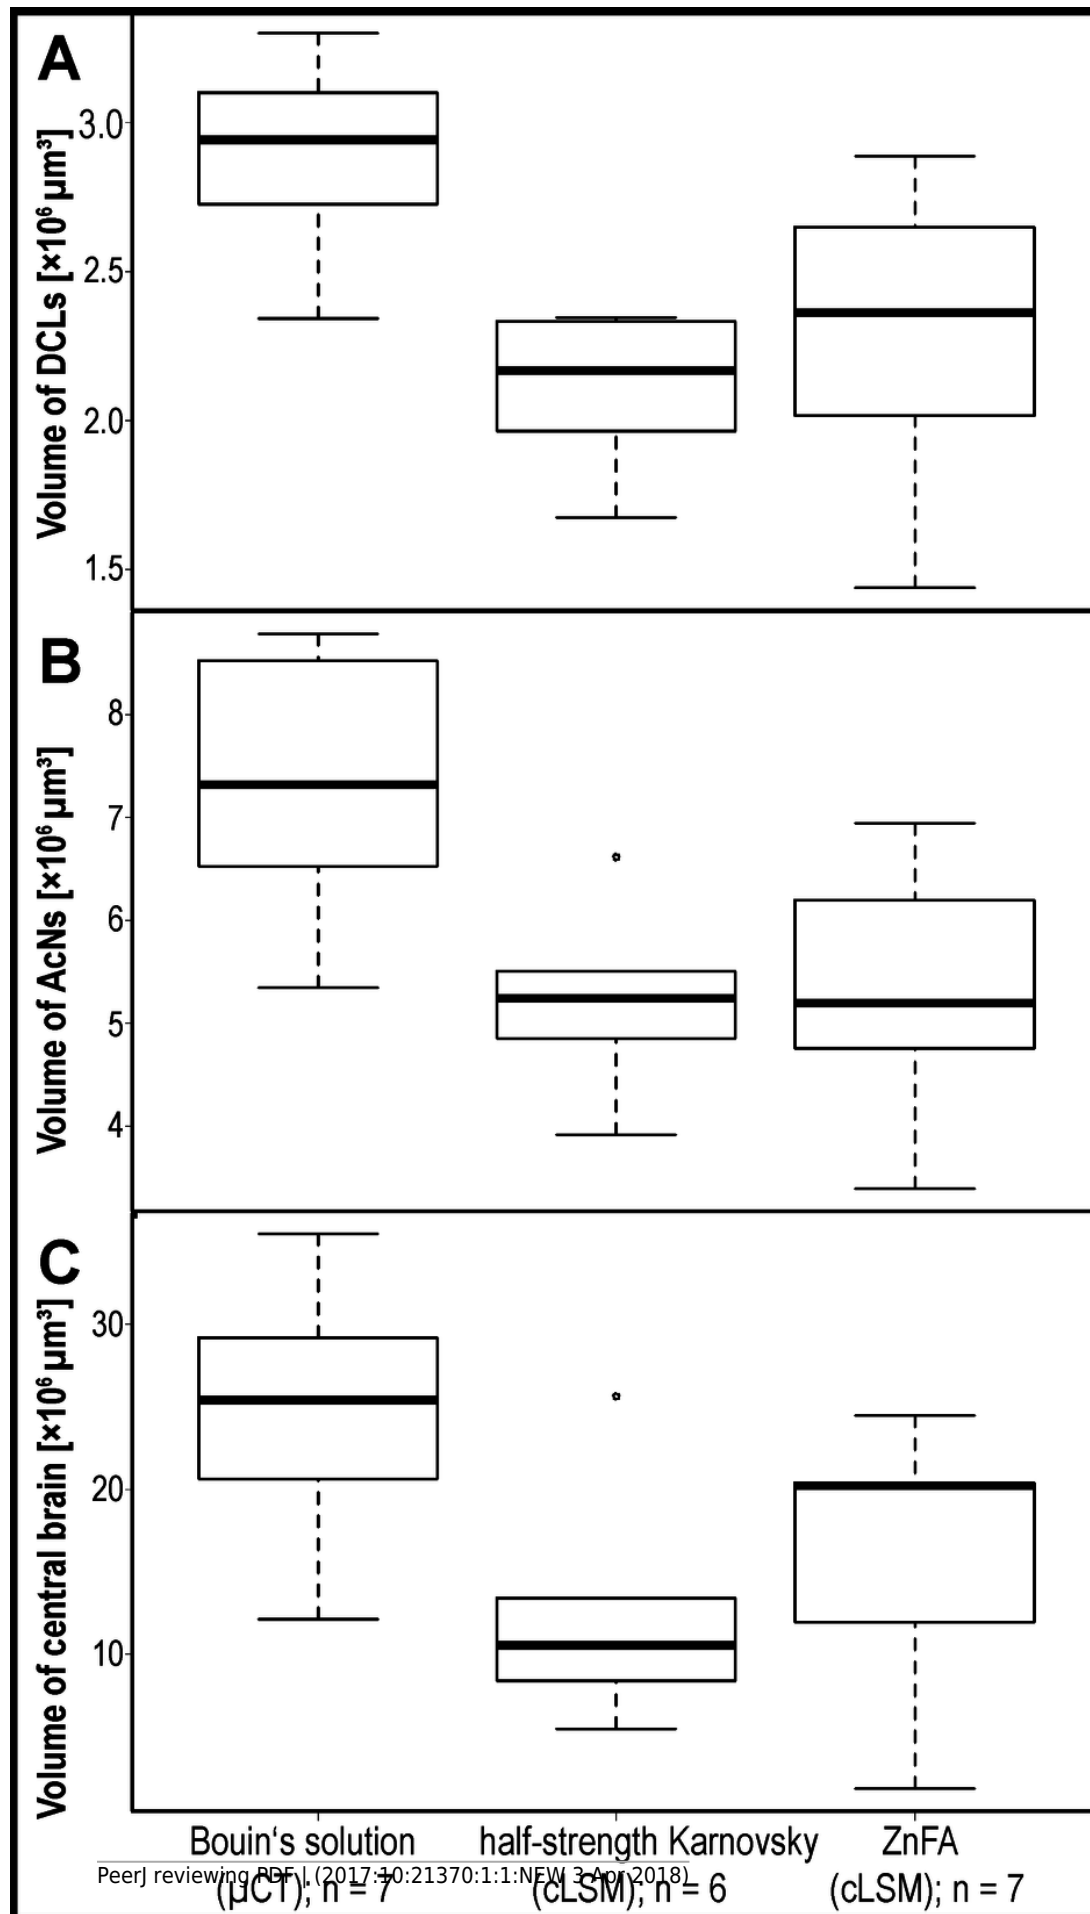 A
Volume of DCLs [×10⁶ µm³]
3.0
2.5
2.0
1.5
B
Volume of AcNs [×10⁶ µm³]
8
7
6
5
4
C
Volume of central brain [×10⁶ µm³]
30
20
10
Bouin‘s solution half-strength Karnovsky ZnFA
PeerJ reviewing PDF | (2017:10:21370:1:1:NEW 3 Apr 2018)
(µCT); n = 7 (cLSM); n = 6 (cLSM); n = 7